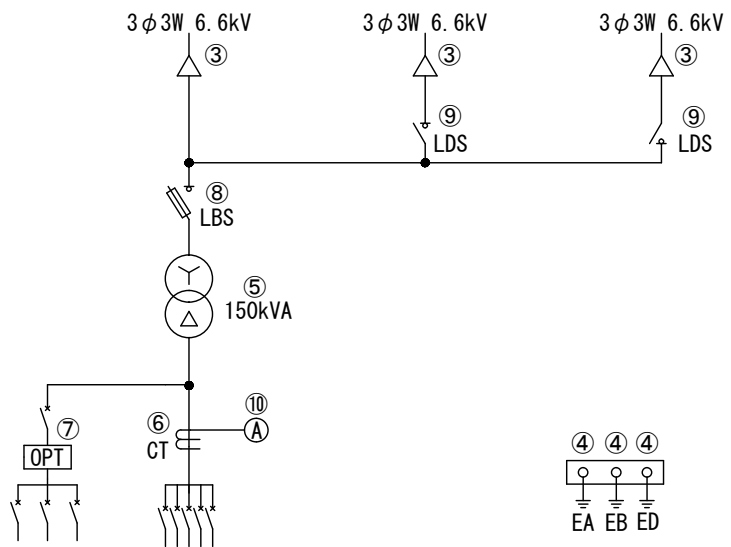 3φ3W 6.6kV
3φ3W 6.6kV
3φ3W 6.6kV
③
③
③
⑨
LDS
⑨
LDS
⑧
LBS
⑤
150kVA
⑦
OPT
⑥
CT
⑩
A
④ ④ ④
EA EB ED